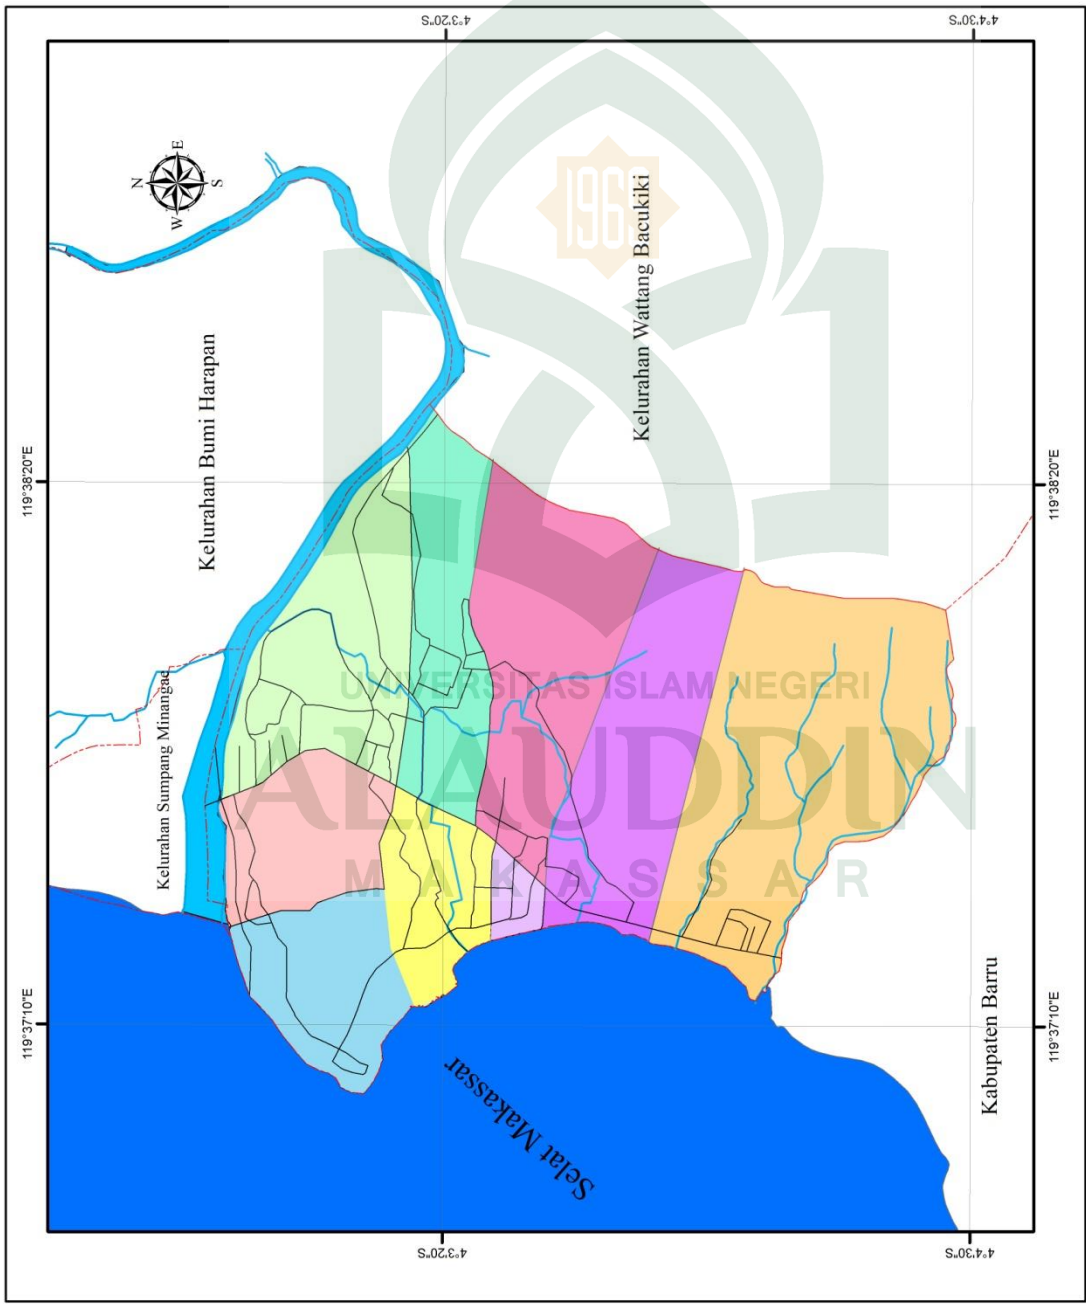 4°3'20"S
4°4'30"S
N
E
W
S
1965
Kelurahan Bumi Harapan
Kelurahan Wattang Bacukiki
119°38'20"E
119°38'20"E
Kelurahan Sumpang Minangae
UNIVERSITAS ISLAM NEGERI
ALAUDDIN
MAKASSAR
119°37'10"E
119°37'10"E
Selat Makassar
Kabupaten Barru
4°3'20"S
4°4'30"S